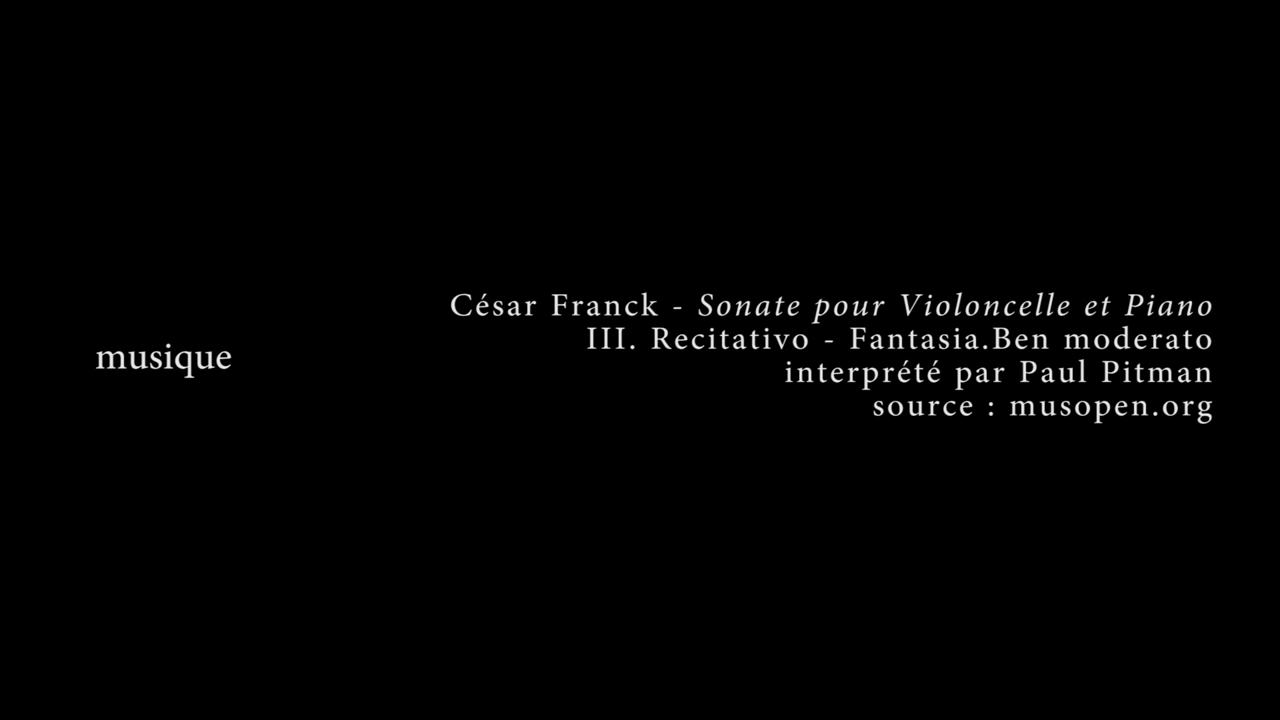 musique
César Franck - Sonate pour Violoncelle et Piano
III. Recitativo - Fantasia.Ben moderato
interprété par Paul Pitman
source : musopen.org